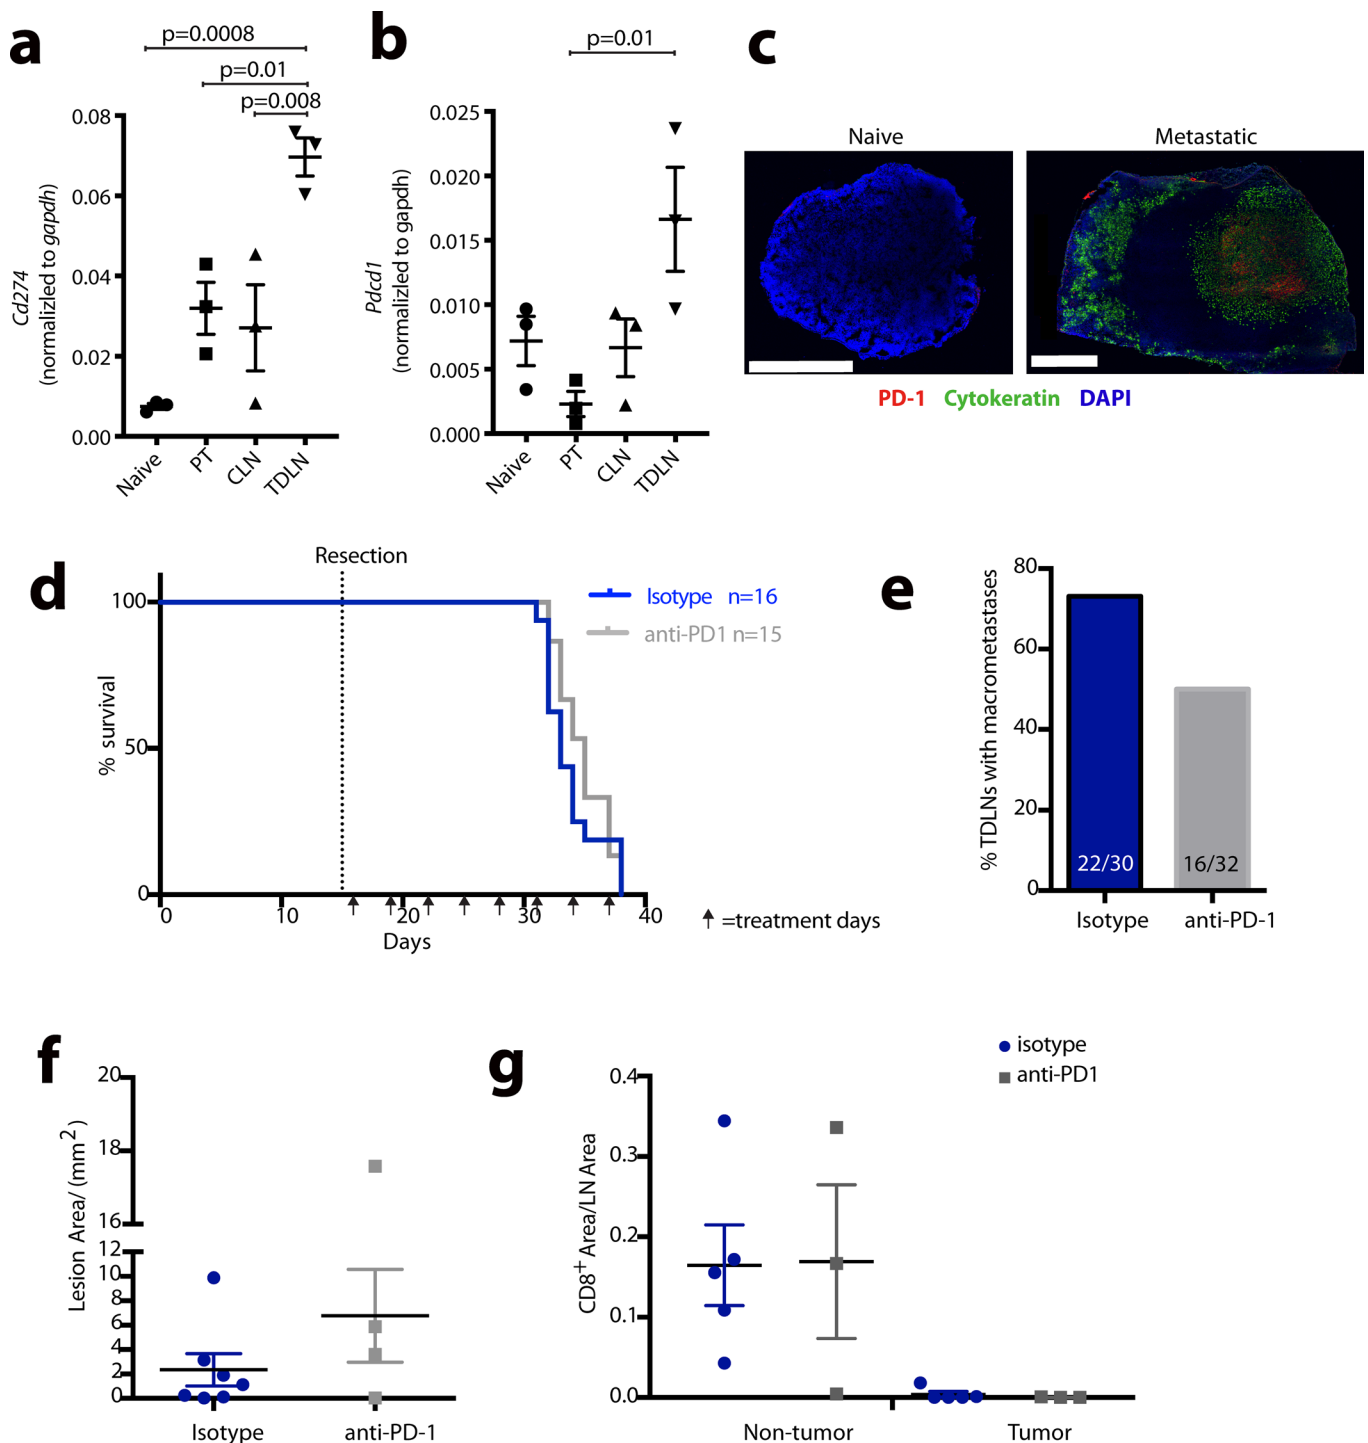 a
p=0.0008
p=0.01
p=0.008
Cd274
(normalized to gapdh)
0.08
0.06
0.04
0.02
0.00
Naive
PT
CLN
TDLN
b
p=0.01
Pdcd1
(normalizled to gapdh)
0.025
0.020
0.015
0.010
0.005
0.000
Naive
PT
CLN
TDLN
c
Naive
Metastatic
PD-1 Cytokeratin DAPI
d
Resection
Isotype n=16
anti-PD1 n=15
% survival
100
50
0
0
10
20
30
40
Days
=treatment days
e
% TDLNs with macrometastases
80
60
40
20
0
22/30
16/32
Isotype
anti-PD-1
f
Lesion Area/ (mm2)
20
18
16
12
10
8
6
4
2
0
Isotype
anti-PD-1
g
isotype
anti-PD1
CD8+ Area/LN Area
0.4
0.3
0.2
0.1
0.0
Non-tumor
Tumor